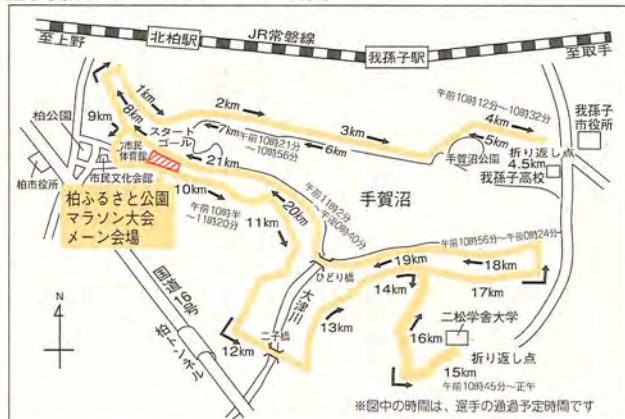 JR常磐線
至上野
北柏駅
我孫子駅
至取手
1km
2km
3km
午前10時12分〜10時32分
4km
5km
6km
7km
午前10時21分
〜10時56分
8km
9km
我孫子
市役所
折り返し点
4.5km
我孫子高校
手賀沼公園
手賀沼
柏公園
スタート
ゴール
市民
体育館
市民文化会館
柏市役所
21km
10km
午前10時半
〜11時20分
11km
20km
午前11時2分
〜午後0時40分
柏ふるさと公園
マラソン大会
メーン会場
午前10時56分〜午後0時24分
19km
18km
17km
ひどり橋
14km
13km
大津川
二子橋
12km
16km
二松学舎大学
折り返し点
15km
午前10時45分〜正午
国道16号
柏トンネル
N
※図中の時間は、選手の通過予定時間です